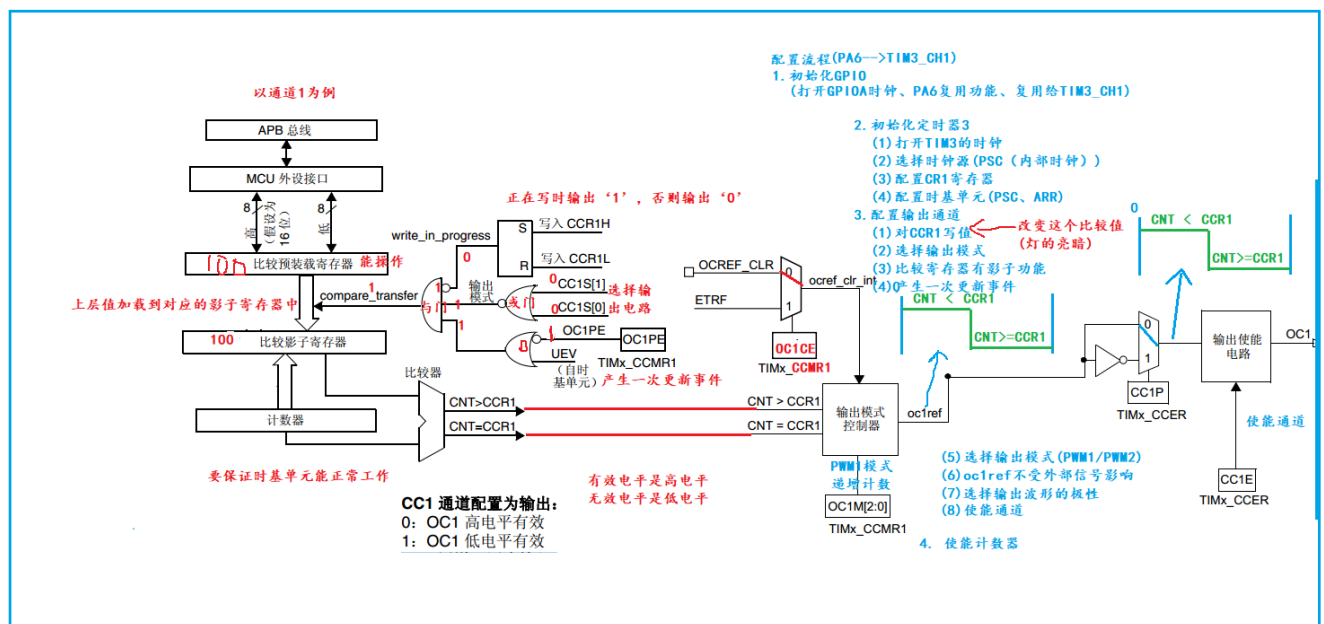 配置流程(PA6-->TIM3_CH1)
1.初始化GPIO
(打开GPIOA时钟、PA6复用功能、复用给TIM3_CH1)
2.初始化定时器3
(1)打开TIM3的时钟
(2)选择时钟源(PSC（内部时钟）)
(3)配置CR1寄存器
(4)配置时基单元(PSC、ARR)
3.配置输出通道
(1)对CCR1写值
改变这个比较值
(灯的亮暗)
(2)选择输出模式
(3)比较寄存器有影子功能
(4)产生一次更新事件
0
CNT < CCR1
CNT>=CCR1
0
CNT < CCR1
CNT>=CCR1
以通道1为例
APB 总线
MCU 外设接口
8
高
(假设为
16 位)
8
低
正在写时输出‘1’，否则输出‘0’
S
写入 CCR1H
R
写入 CCR1L
write_in_progress
0
100
比较预装载寄存器
能操作
上层值加载到对应的影子寄存器中
1
compare_transfer
与门
1
1
1
输出
模式
或门
0
CC1S[1]
0
CC1S[0]
选择输
出电路
1
OC1PE
OC1PE
TIMx_CCMR1
UEV
(自时
基单元)
产生一次更新事件
100
比较影子寄存器
比较器
计数器
CNT>CCR1
CNT=CCR1
CNT > CCR1
CNT = CCR1
要保证时基单元能正常工作
有效电平是高电平
无效电平是低电平
CC1 通道配置为输出：
0：OC1 高电平有效
1：OC1 低电平有效
OCREF_CLR
ETRF
0
1
ocref_clr_int
OC1CE
TIMx_CCMR1
输出模式
控制器
oc1ref
PWM1模式
递增计数
OC1M[2:0]
TIMx_CCMR1
0
1
CC1P
TIMx_CCER
输出使能
电路
OC1
使能通道
CC1E
TIMx_CCER
(5)选择输出模式(PWM1/PWM2)
(6)oc1ref不受外部信号影响
(7)选择输出波形的极性
(8)使能通道
4. 使能计数器